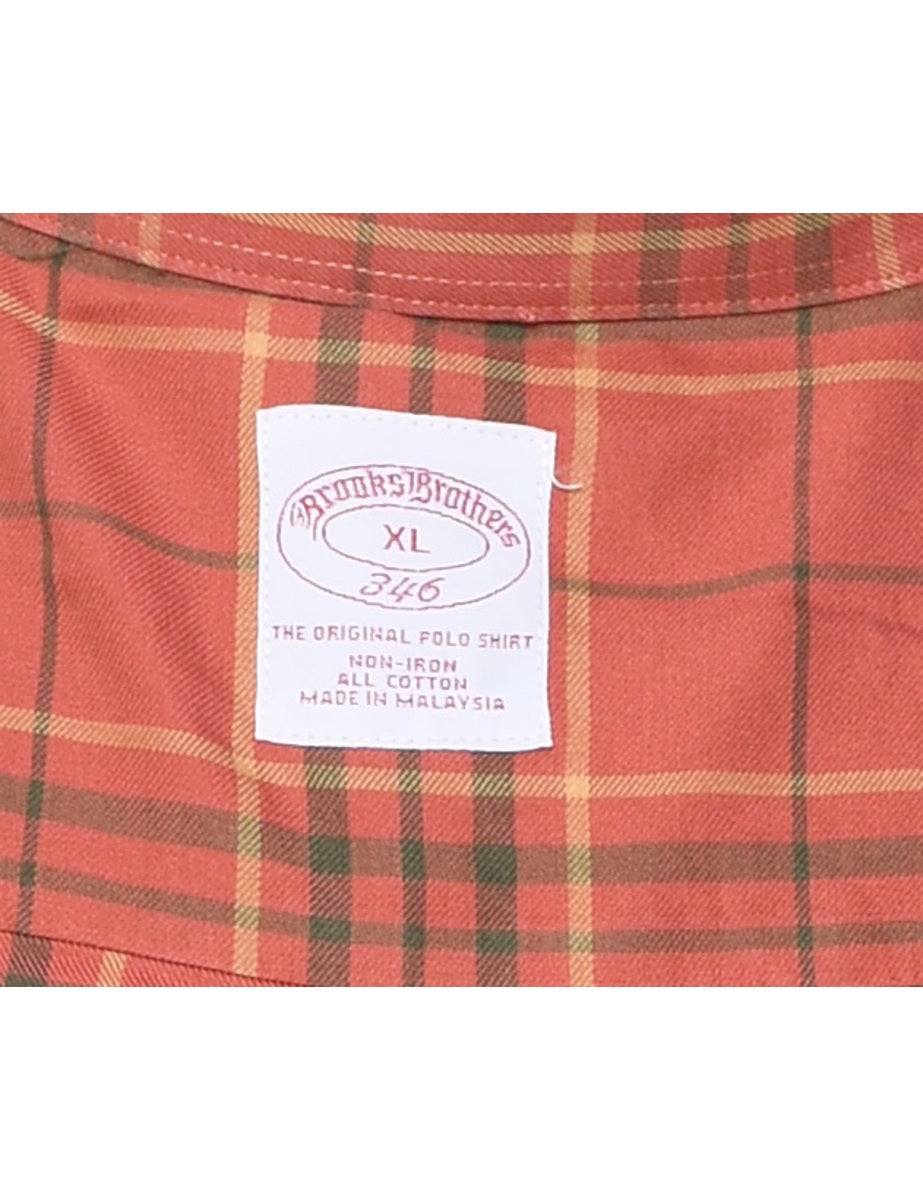 Brooks Brothers
XL
346
THE ORIGINAL POLO SHIRT
NON-IRON
ALL COTTON
MADE IN MALAYSIA